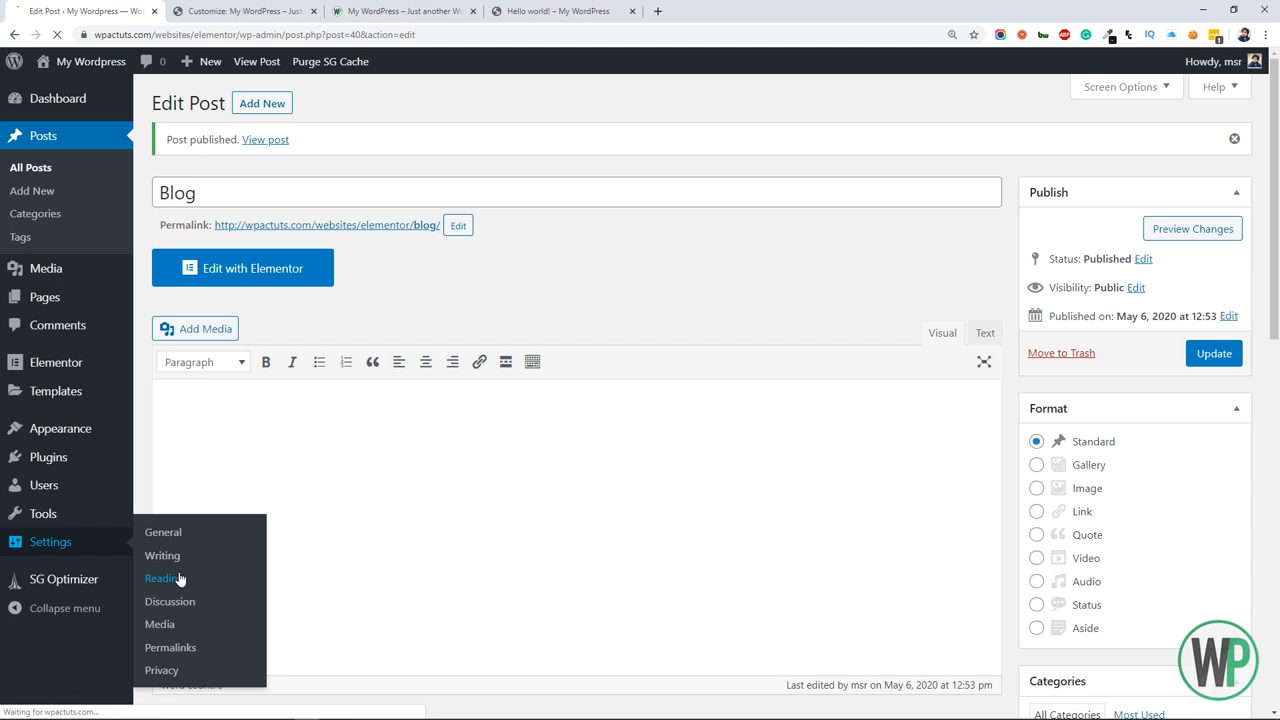 Edit Post ‹ My Wordpress — Wo
Customize: My WordPress – Just
My WordPress – Just another Wo
Hello world! – My WordPress
wpactuts.com/websites/elementor/wp-admin/post.php?post=40&action=edit
My Wordpress
0
New
View Post
Purge SG Cache
Howdy, msr
Dashboard
Posts
All Posts
Add New
Categories
Tags
Media
Pages
Comments
Elementor
Templates
Appearance
Plugins
Users
Tools
Settings
SG Optimizer
Collapse menu
General
Writing
Reading
Discussion
Media
Permalinks
Privacy
Screen Options
Help
Edit Post
Add New
Post published. View post
Blog
Permalink: http://wpactuts.com/websites/elementor/blog/ Edit
Edit with Elementor
Add Media
Visual
Text
Paragraph
Last edited by msr on May 6, 2020 at 12:53 pm
Publish
Preview Changes
Status: Published Edit
Visibility: Public Edit
Published on: May 6, 2020 at 12:53 Edit
Move to Trash
Update
Format
Standard
Gallery
Image
Link
Quote
Video
Audio
Status
Aside
Categories
All Categories
Most Used
WP
Waiting for wpactuts.com...